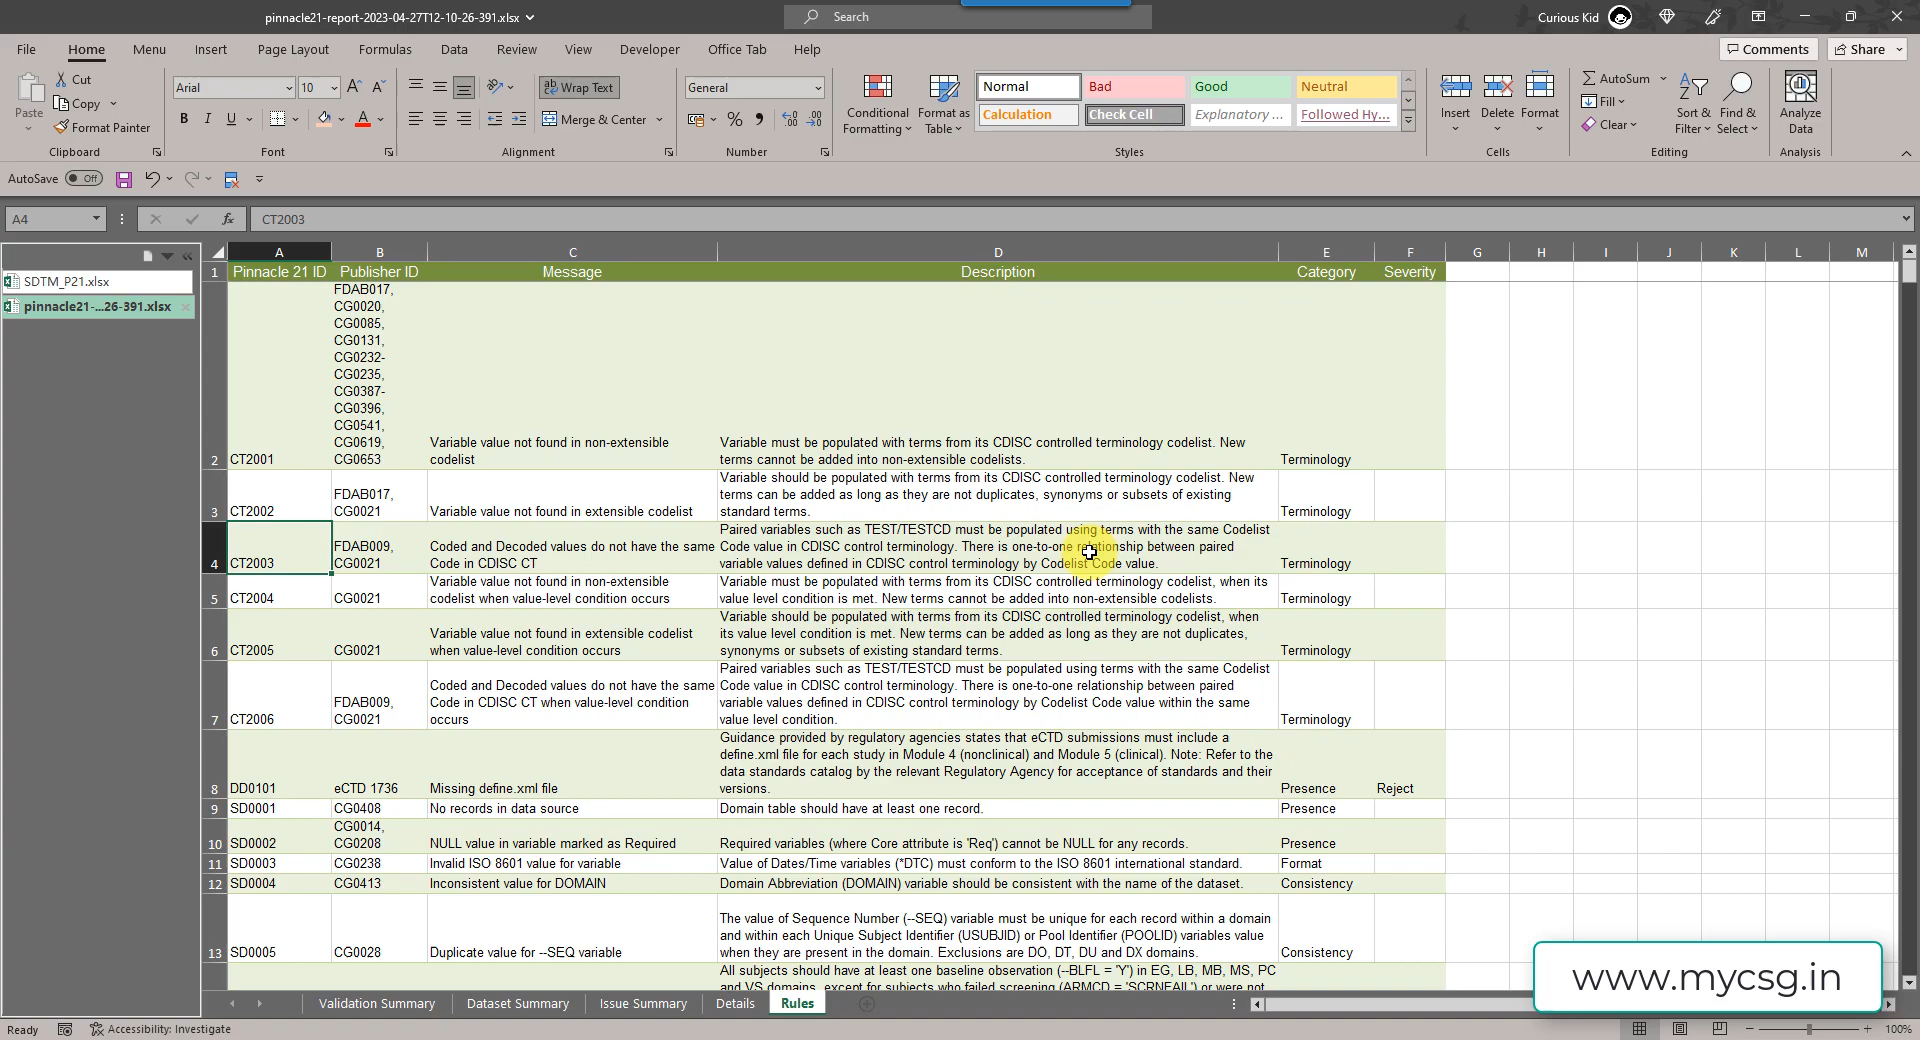 pinnacle21-report-2023-04-27T12-10-26-391.xlsx
Search
Curious Kid
File
Home
Menu
Insert
Page Layout
Formulas
Data
Review
View
Developer
Office Tab
Help
Comments
Share
Paste
Cut
Copy
Format Painter
Clipboard
Arial
10
B
I
U
Font
Wrap Text
Merge & Center
Alignment
General
Number
Conditional
Formatting
Format as
Table
Normal
Bad
Good
Neutral
Calculation
Check Cell
Explanatory ...
Followed Hy...
Styles
Insert
Delete
Format
Cells
AutoSum
Fill
Clear
Sort &
Filter
Find &
Select
Editing
Analyze
Data
Analysis
AutoSave
Off
A4
fx
CT2003
SDTM_P21.xlsx
pinnacle21-...26-391.xlsx
A B C D E F G H I J K L M
1 Pinnacle 21 ID Publisher ID Message Description Category Severity
FDAB017,
CG0020,
CG0085,
CG0131,
CG0232-
CG0235,
CG0387-
CG0396,
CG0541,
CG0619, Variable value not found in non-extensible Variable must be populated with terms from its CDISC controlled terminology codelist. New
2 CT2001 CG0653 codelist terms cannot be added into non-extensible codelists. Terminology
Variable should be populated with terms from its CDISC controlled terminology codelist. New
FDAB017, terms can be added as long as they are not duplicates, synonyms or subsets of existing
3 CT2002 CG0021 Variable value not found in extensible codelist standard terms. Terminology
Paired variables such as TEST/TESTCD must be populated using terms with the same Codelist
FDAB009, Coded and Decoded values do not have the same Code value in CDISC control terminology. There is one-to-one relationship between paired
4 CT2003 CG0021 Code in CDISC CT variable values defined in CDISC control terminology by Codelist Code value. Terminology
Variable value not found in non-extensible Variable must be populated with terms from its CDISC controlled terminology codelist, when its
5 CT2004 CG0021 codelist when value-level condition occurs value level condition is met. New terms cannot be added into non-extensible codelists. Terminology
Variable should be populated with terms from its CDISC controlled terminology codelist, when
Variable value not found in extensible codelist its value level condition is met. New terms can be added as long as they are not duplicates,
6 CT2005 CG0021 when value-level condition occurs synonyms or subsets of existing standard terms. Terminology
Paired variables such as TEST/TESTCD must be populated using terms with the same Codelist
Coded and Decoded values do not have the same Code value in CDISC control terminology. There is one-to-one relationship between paired
FDAB009, Code in CDISC CT when value-level condition variable values defined in CDISC control terminology by Codelist Code value within the same
7 CT2006 CG0021 occurs value level condition. Terminology
Guidance provided by regulatory agencies states that eCTD submissions must include a
define.xml file for each study in Module 4 (nonclinical) and Module 5 (clinical). Note: Refer to the
data standards catalog by the relevant Regulatory Agency for acceptance of standards and their
8 DD0101 eCTD 1736 Missing define.xml file versions. Presence Reject
9 SD0001 CG0408 No records in data source Domain table should have at least one record. Presence
CG0014,
10 SD0002 CG0208 NULL value in variable marked as Required Required variables (where Core attribute is 'Req') cannot be NULL for any records. Presence
11 SD0003 CG0238 Invalid ISO 8601 value for variable Value of Dates/Time variables (*DTC) must conform to the ISO 8601 international standard. Format
12 SD0004 CG0413 Inconsistent value for DOMAIN Domain Abbreviation (DOMAIN) variable should be consistent with the name of the dataset. Consistency
The value of Sequence Number (--SEQ) variable must be unique for each record within a domain
and within each Unique Subject Identifier (USUBJID) or Pool Identifier (POOLID) variables value
13 SD0005 CG0028 Duplicate value for --SEQ variable when they are present in the domain. Exclusions are DO, DT, DU and DX domains. Consistency
All subjects should have at least one baseline observation (--BLFL = 'Y') in EG, LB, MB, MS, PC
and VS domains, except for subjects who failed screening (ARMCD = 'SCRNFAIL') or were not
www.mycsg.in
Validation Summary
Dataset Summary
Issue Summary
Details
Rules
Ready
Accessibility: Investigate
100%